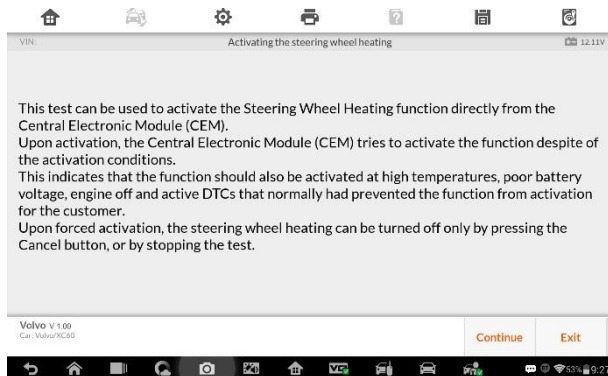 VIN:
Activating the steering wheel heating
12.11V
This test can be used to activate the Steering Wheel Heating function directly from the
Central Electronic Module (CEM).
Upon activation, the Central Electronic Module (CEM) tries to activate the function despite of
the activation conditions.
This indicates that the function should also be activated at high temperatures, poor battery
voltage, engine off and active DTCs that normally had prevented the function from activation
for the customer.
Upon forced activation, the steering wheel heating can be turned off only by pressing the
Cancel button, or by stopping the test.
Volvo V 1.00
Car: Volvo/XC60
Continue
Exit
53% 9:27